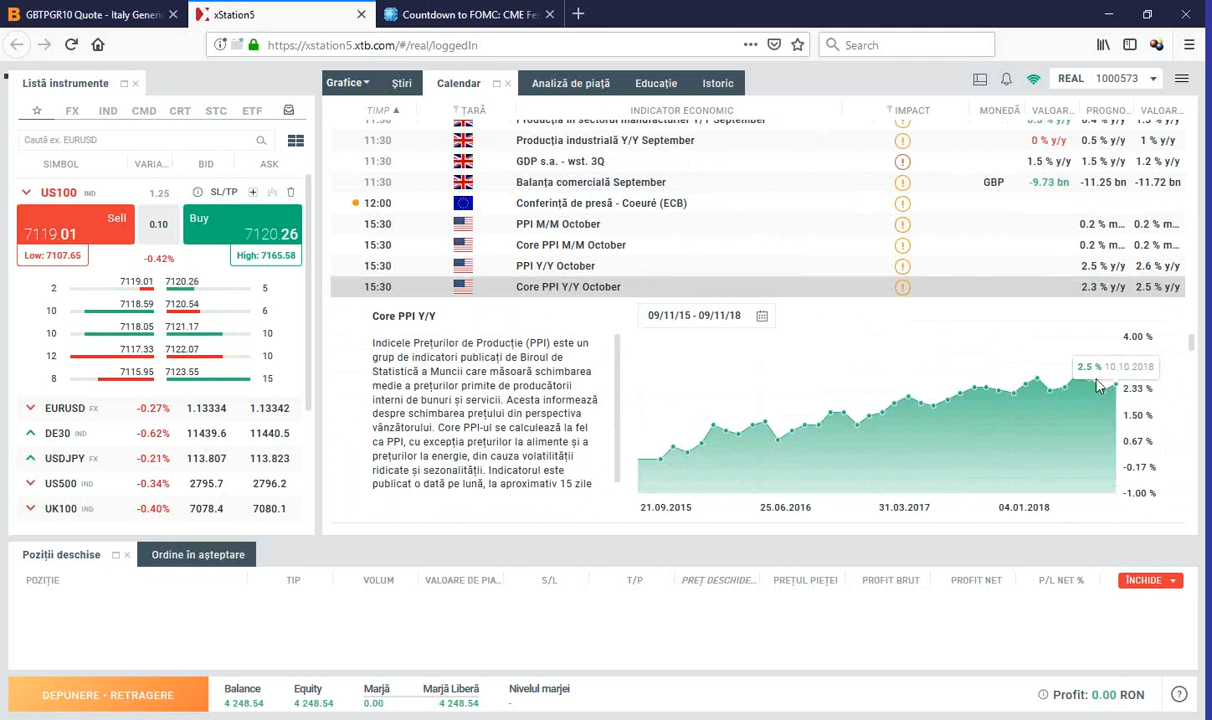 GBTPGR10 Quote - Italy Generi
xStation5
Countdown to FOMC: CME Fe
https://xstation5.xtb.com/#/real/loggedIn
Search
Listă instrumente
Grafice
Știri
Calendar
Analiză de piață
Educație
Istoric
REAL 1000573
FX IND CMD CRT STC ETF
Caută ex. EURUSD
SIMBOL VARIA... BID ASK
US100 IND 1.25 SL/TP
Sell
7119.01
0.10
Buy
7120.26
Low: 7107.65
-0.42%
High: 7165.58
2 7119.01 7120.26 5
10 7118.59 7120.54 6
10 7118.05 7121.17 10
12 7117.33 7122.07 10
8 7115.95 7123.55 15
EURUSD FX -0.27% 1.13334 1.13342
DE30 IND -0.62% 11439.6 11440.5
USDJPY FX -0.21% 113.807 113.823
US500 IND -0.34% 2795.7 2796.2
UK100 IND -0.40% 7078.4 7080.1
TIMP ȚARĂ INDICATOR ECONOMIC IMPACT MONEDĂ VALOAR... PROGNO... VALOAR...
11:30 Producția în sectorul manufacturier Y/Y September
11:30 Producția industrială Y/Y September 0 % y/y 0.5 % y/y 1 % y/y
11:30 GDP s.a. - wst. 3Q 1.5 % y/y 1.5 % y/y 1.2 % y/y
11:30 Balanța comercială September GBP -9.73 bn -11.25 bn -11.72 bn
12:00 Conferință de presă - Coeuré (ECB)
15:30 PPI M/M October 0.2 % m... 0.2 % m...
15:30 Core PPI M/M October 0.2 % m... 0.2 % m...
15:30 PPI Y/Y October 2.5 % y/y 2.6 % y/y
15:30 Core PPI Y/Y October 2.3 % y/y 2.5 % y/y
Core PPI Y/Y
Indicele Prețurilor de Producție (PPI) este un
grup de indicatori publicați de Biroul de
Statistică a Muncii care măsoară schimbarea
medie a prețurilor primite de producătorii
interni de bunuri și servicii. Acesta informează
despre schimbarea prețului din perspectiva
vânzătorului. Core PPI-ul se calculează la fel
ca PPI, cu excepția prețurilor la alimente și a
prețurilor la energie, din cauza volatilității
ridicate și sezonalității. Indicatorul este
publicat o dată pe lună, la aproximativ 15 zile
09/11/15 - 09/11/18
2.5 % 10.10.2018
4.00 %
2.33 %
1.50 %
0.67 %
-0.17 %
-1.00 %
21.09.2015 25.06.2016 31.03.2017 04.01.2018
Poziții deschise
Ordine în așteptare
POZIȚIE TIP VOLUM VALOARE DE PIA... S/L T/P PREȚ DESCHIDE... PREȚUL PIEȚEI PROFIT BRUT PROFIT NET P/L NET % ÎNCHIDE
DEPUNERE • RETRAGERE
Balance Equity Marjă Marjă Liberă Nivelul marjei
4 248.54 4 248.54 0.00 4 248.54 -
Profit: 0.00 RON